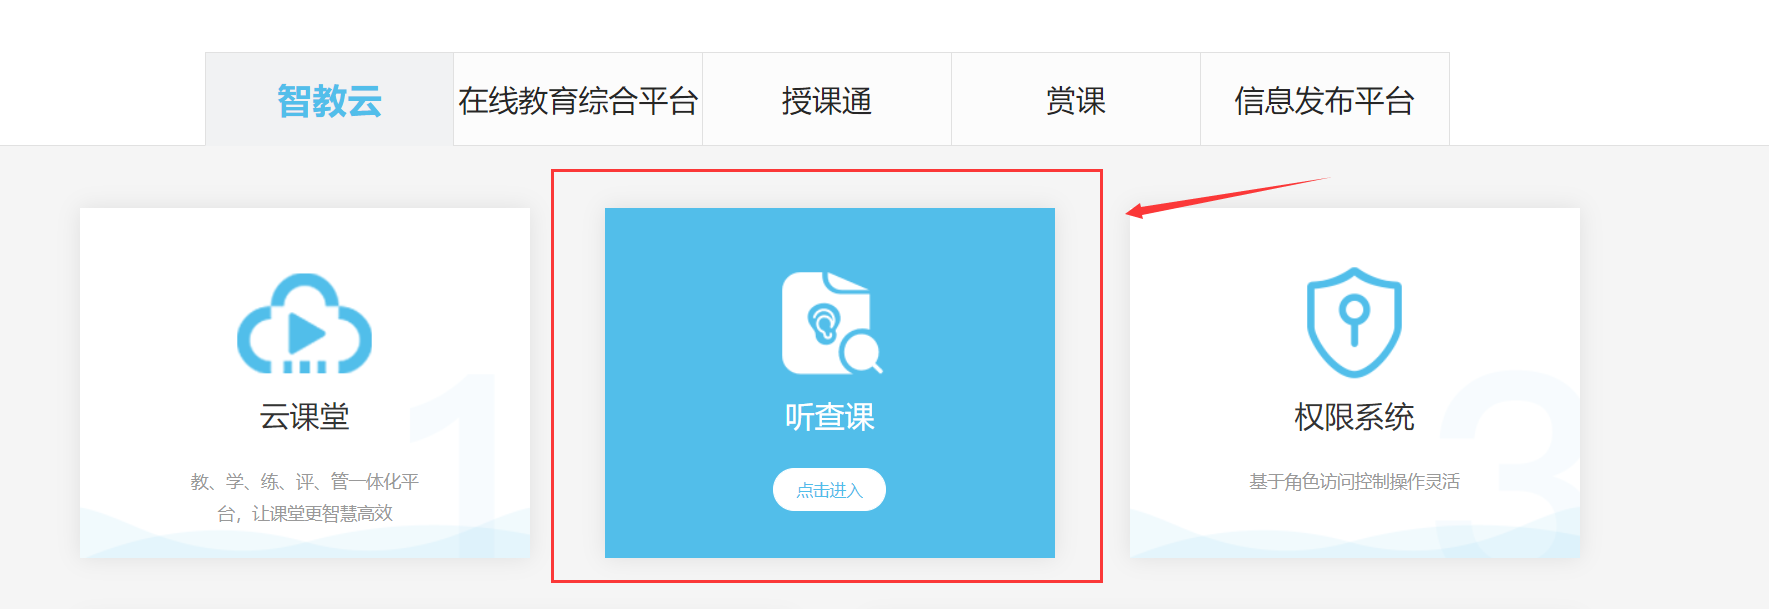 智教云
在线教育综合平台
授课通
赏课
信息发布平台
1
云课堂
教、学、练、评、管一体化平
台，让课堂更智慧高效
听查课
点击进入
3
权限系统
基于角色访问控制操作灵活